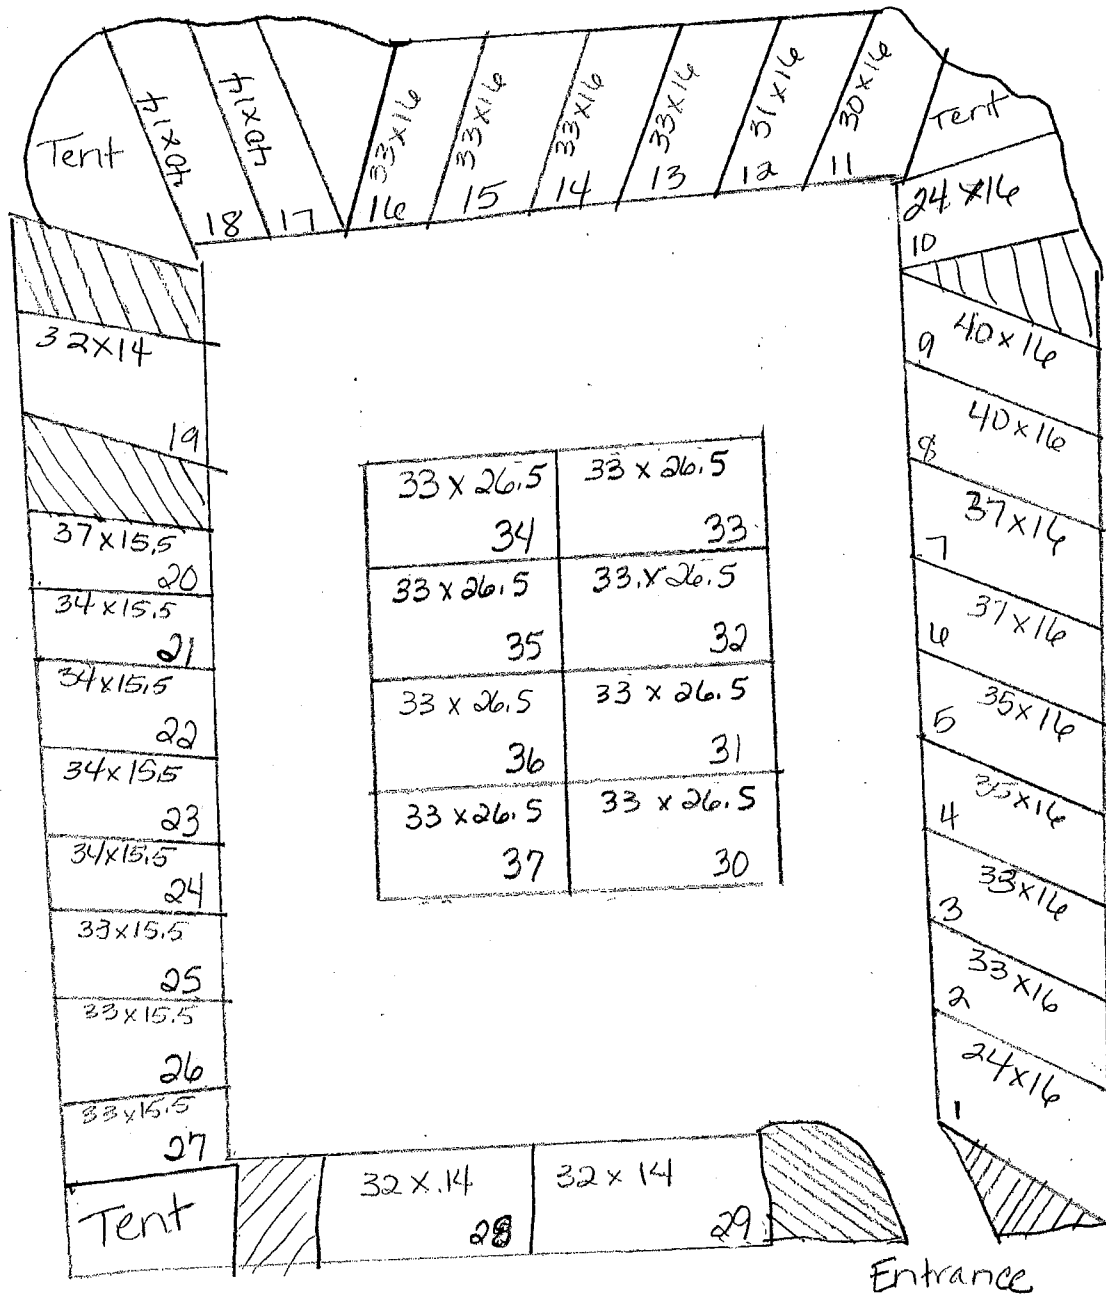 Tent
40x14
18
40x14
17
33x16
16
33x16
15
33x16
14
33x16
13
31x16
12
30x16
11
Tent
24x16
10
40x16
9
40x16
8
37x16
7
37x16
6
35x16
5
35x16
4
33x16
3
33x16
2
24x16
1
32x14
19
37x15.5
20
34x15.5
21
34x15.5
22
34x15.5
23
34x15.5
24
33x15.5
25
33x15.5
26
33x15.5
27
Tent
33 x 26.5
34
33 x 26.5
33
33 x 26.5
35
33.x 26.5
32
33 x 26.5
36
33 x 26.5
31
33 x 26.5
37
33 x 26.5
30
32 x .14
28
32 x 14
29
Entrance